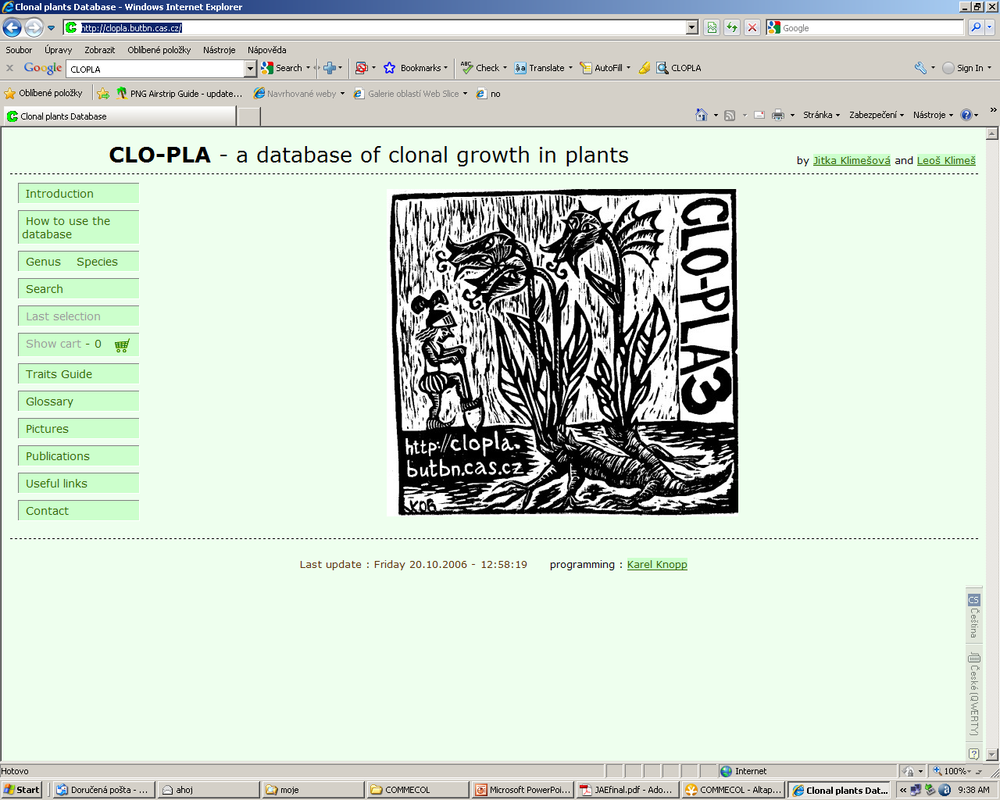 Clonal plants Database - Windows Internet Explorer
http://clopla.butbn.cas.cz/
Google
Soubor Úpravy Zobrazit Oblíbené položky Nástroje Nápověda
x Google CLOPLA Search Bookmarks Check Translate AutoFill CLOPLA Sign In
Oblíbené položky PNG Airstrip Guide - update... Navrhované weby Galerie oblastí Web Slice no
Clonal plants Database Stránka Zabezpečení Nástroje
CLO-PLA - a database of clonal growth in plants
by Jitka Klimešová and Leoš Klimeš
Introduction
How to use the
database
Genus Species
Search
Last selection
Show cart - 0
Traits Guide
Glossary
Pictures
Publications
Useful links
Contact
CLO-PLA3
http://clopla.
butbn.cas.cz
KOB
Last update : Friday 20.10.2006 - 12:58:19 programming : Karel Knopp
CS Čeština
České (QWERTY)
Hotovo Internet 100%
Start Doručená pošta - ... ahoj moje COMMECOL Microsoft PowerPoi... JAEfinal.pdf - Ado... COMMECOL - Altap... Clonal plants Dat... 9:38 AM